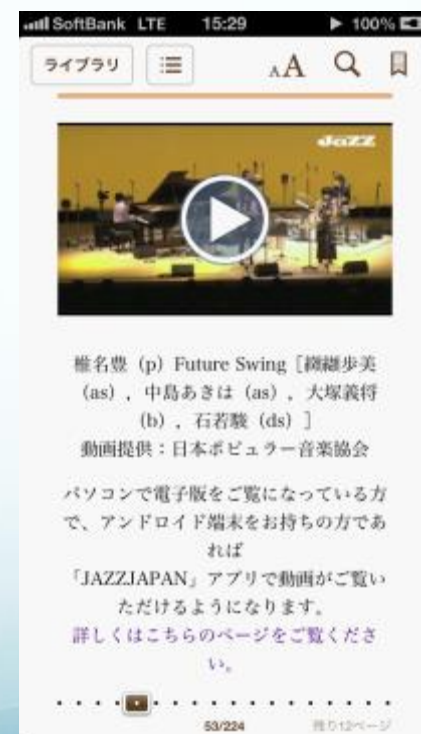 SoftBank LTE 15:29 100%
ライブラリ AA
JaZZ
椎名豊（p）Future Swing［纐纈歩美
（as）, 中島あきは（as）, 大塚義将
（b）, 石若駿（ds）］
動画提供：日本ポピュラー音楽協会
パソコンで電子版をご覧になっている方
で、アンドロイド端末をお持ちの方であ
れば
「JAZZJAPAN」アプリで動画がご覧い
ただけるようになります。
詳しくはこちらのページをご覧くださ
い。
53/224 残り12ページ